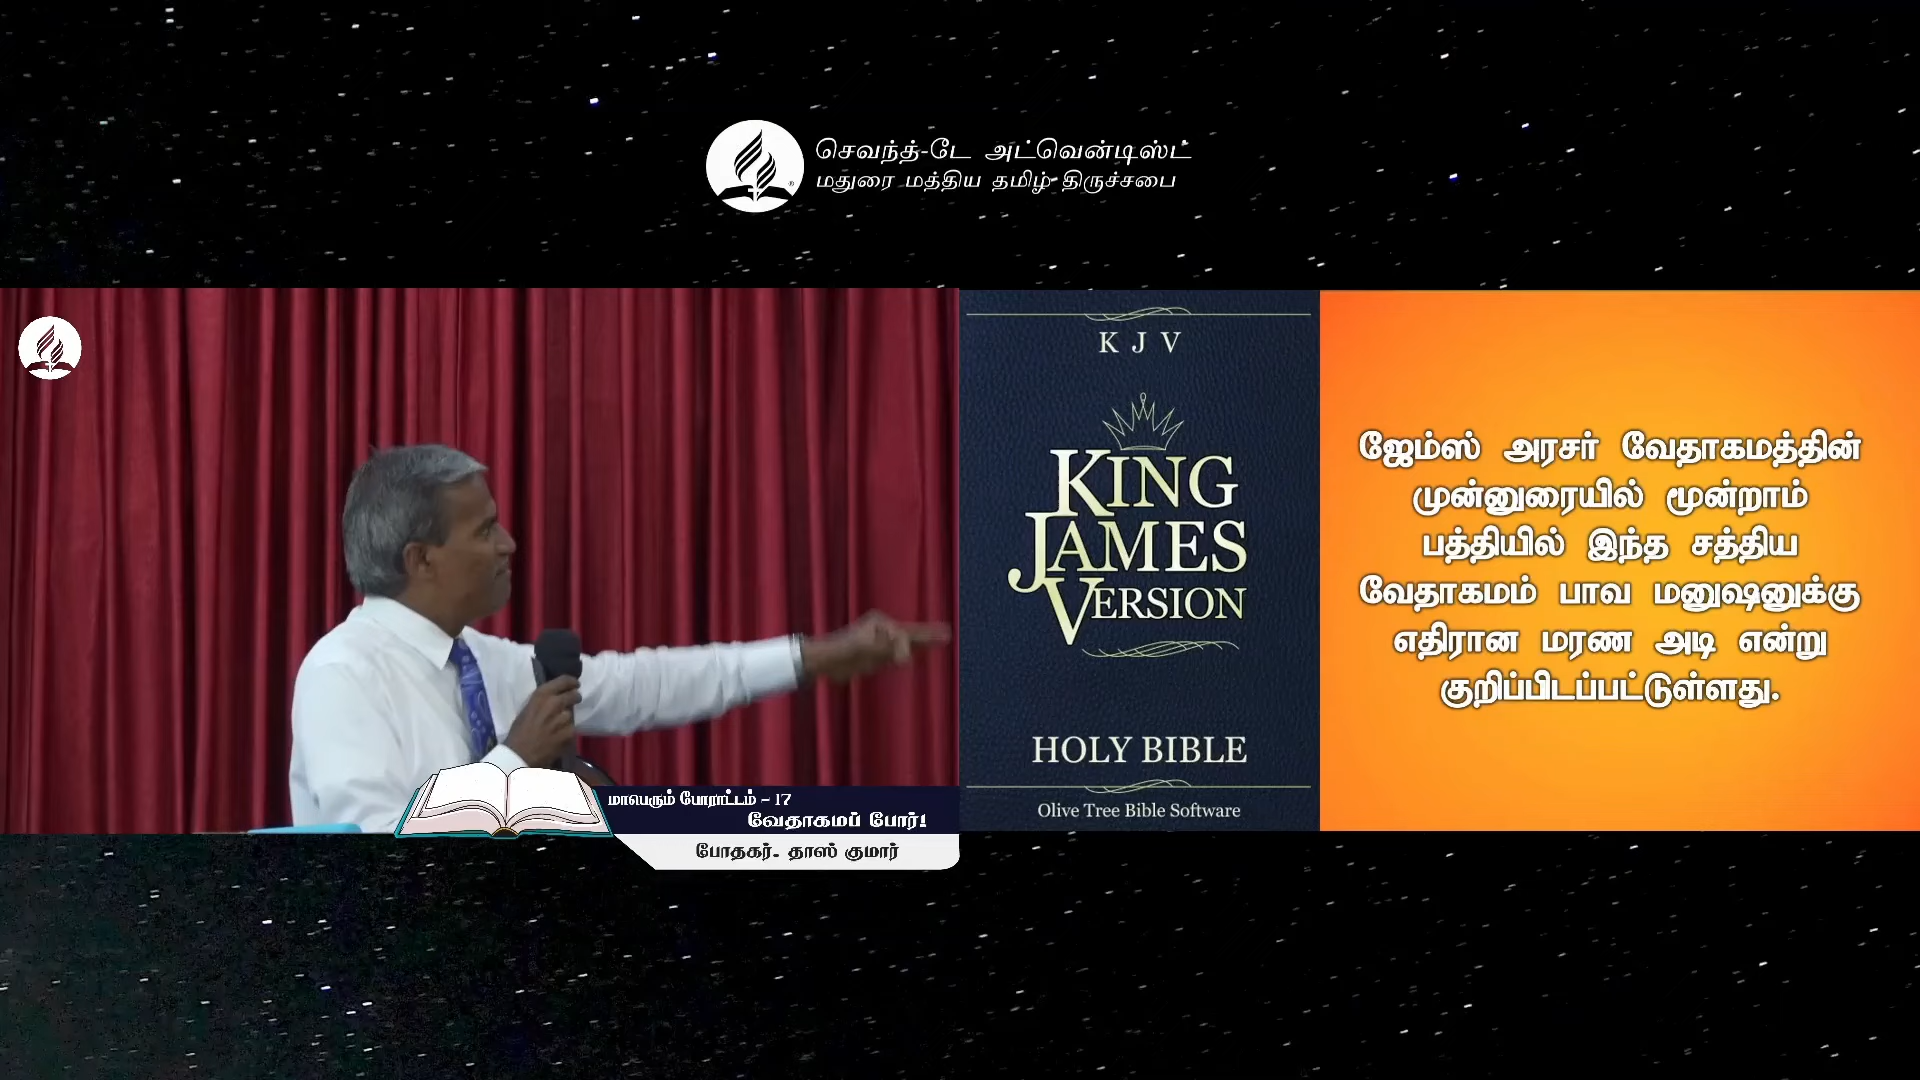 செவந்த்-டே அட்வென்டிஸ்ட்
மதுரை மத்திய தமிழ் திருச்சபை
K J V
KING
JAMES
VERSION
HOLY BIBLE
Olive Tree Bible Software
ஜேம்ஸ் அரசர் வேதாகமத்தின்
முன்னுரையில் மூன்றாம்
பத்தியில் இந்த சத்திய
வேதாகமம் பாவ மனுஷனுக்கு
எதிரான மரண அடி என்று
குறிப்பிடப்பட்டுள்ளது.
மாபெரும் போராட்டம் - 17
வேதாகமப் போர்!
போதகர். தாஸ் குமார்